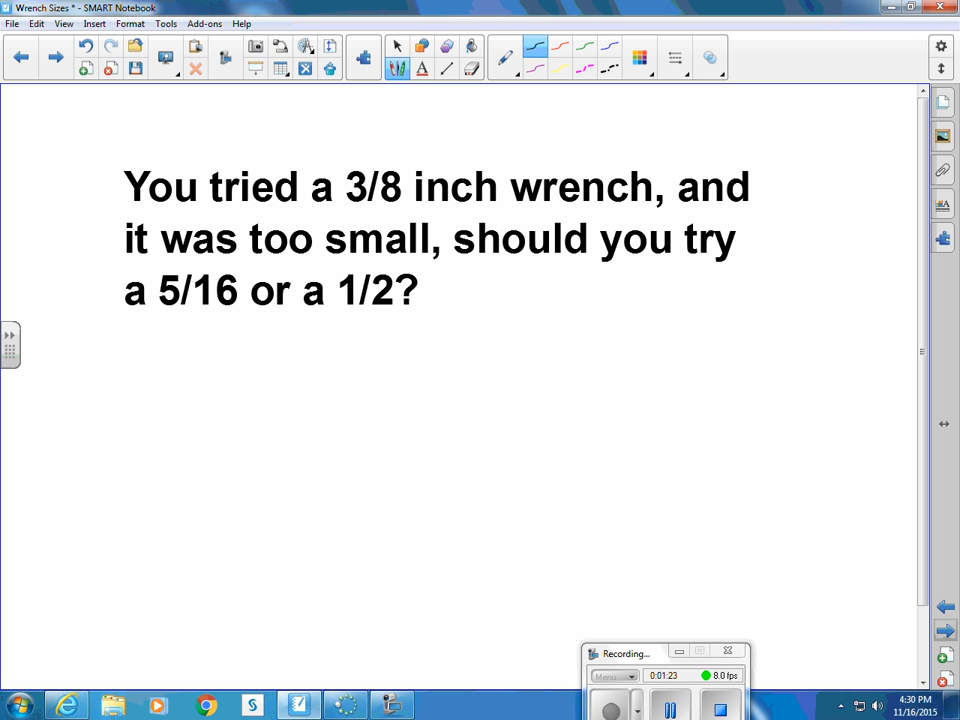 Wrench Sizes * - SMART Notebook
File Edit View Insert Format Tools Add-ons Help
You tried a 3/8 inch wrench, and
it was too small, should you try
a 5/16 or a 1/2?
Recording...
Menu 0:01:23 8.0 fps
4:30 PM
11/16/2015